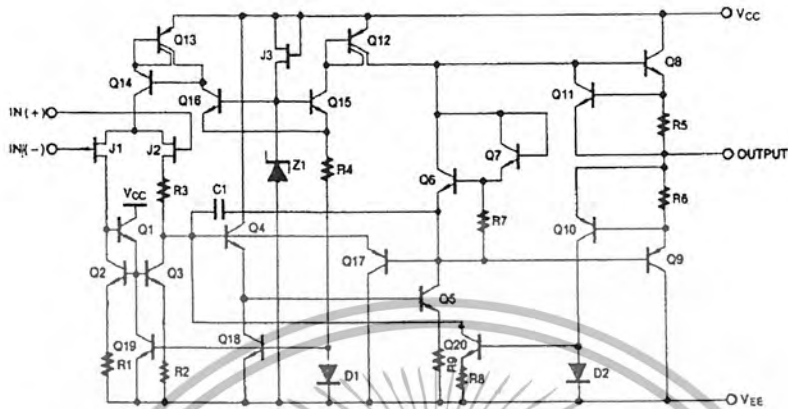 VCC
Q13
J3
Q12
Q8
Q14
Q16
Q15
Q11
IN(+)
R5
IN(-)
J1
J2
Q7
OUTPUT
Z1
R4
Q6
R3
C1
R6
VCC
R7
Q1
Q4
Q10
Q2
Q3
Q17
Q9
Q5
Q19
Q18
Q20
R1
R2
D1
R9
R8
D2
VEE